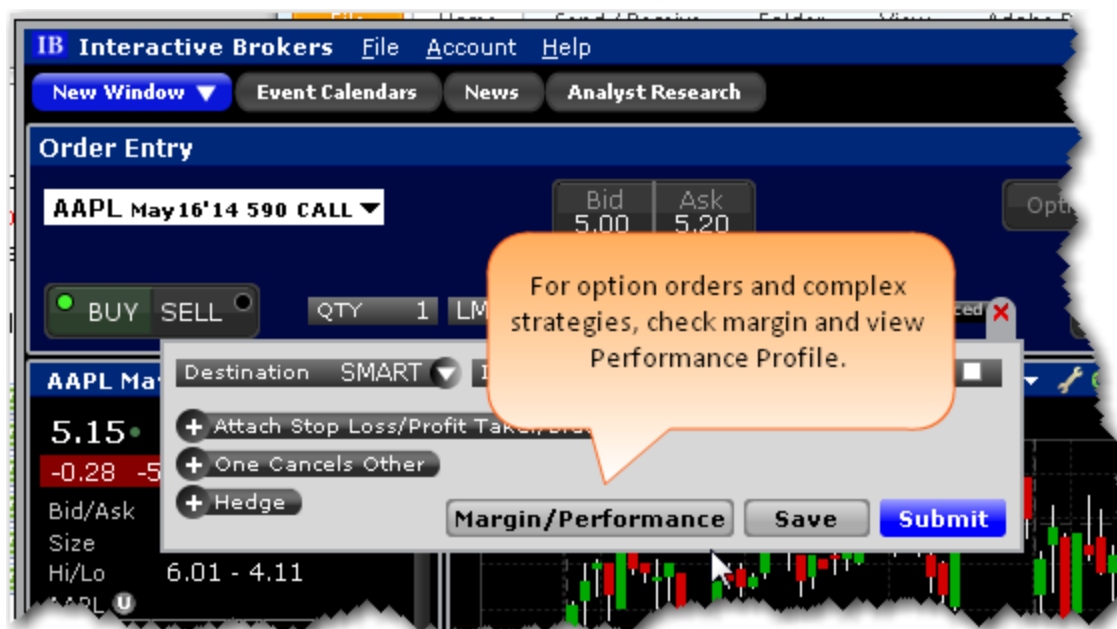 IB Interactive Brokers File Account Help
New Window Event Calendars News Analyst Research
Order Entry
AAPL May16'14 590 CALL
Bid Ask
5.00 5.20
BUY SELL QTY 1
For option orders and complex
strategies, check margin and view
Performance Profile.
AAPL
Destination SMART
5.15
Attach Stop Loss/Profit
-0.28
One Cancels Other
Bid/Ask
Hedge
Margin/Performance Save Submit
Size
Hi/Lo 6.01 - 4.11
AAPL U